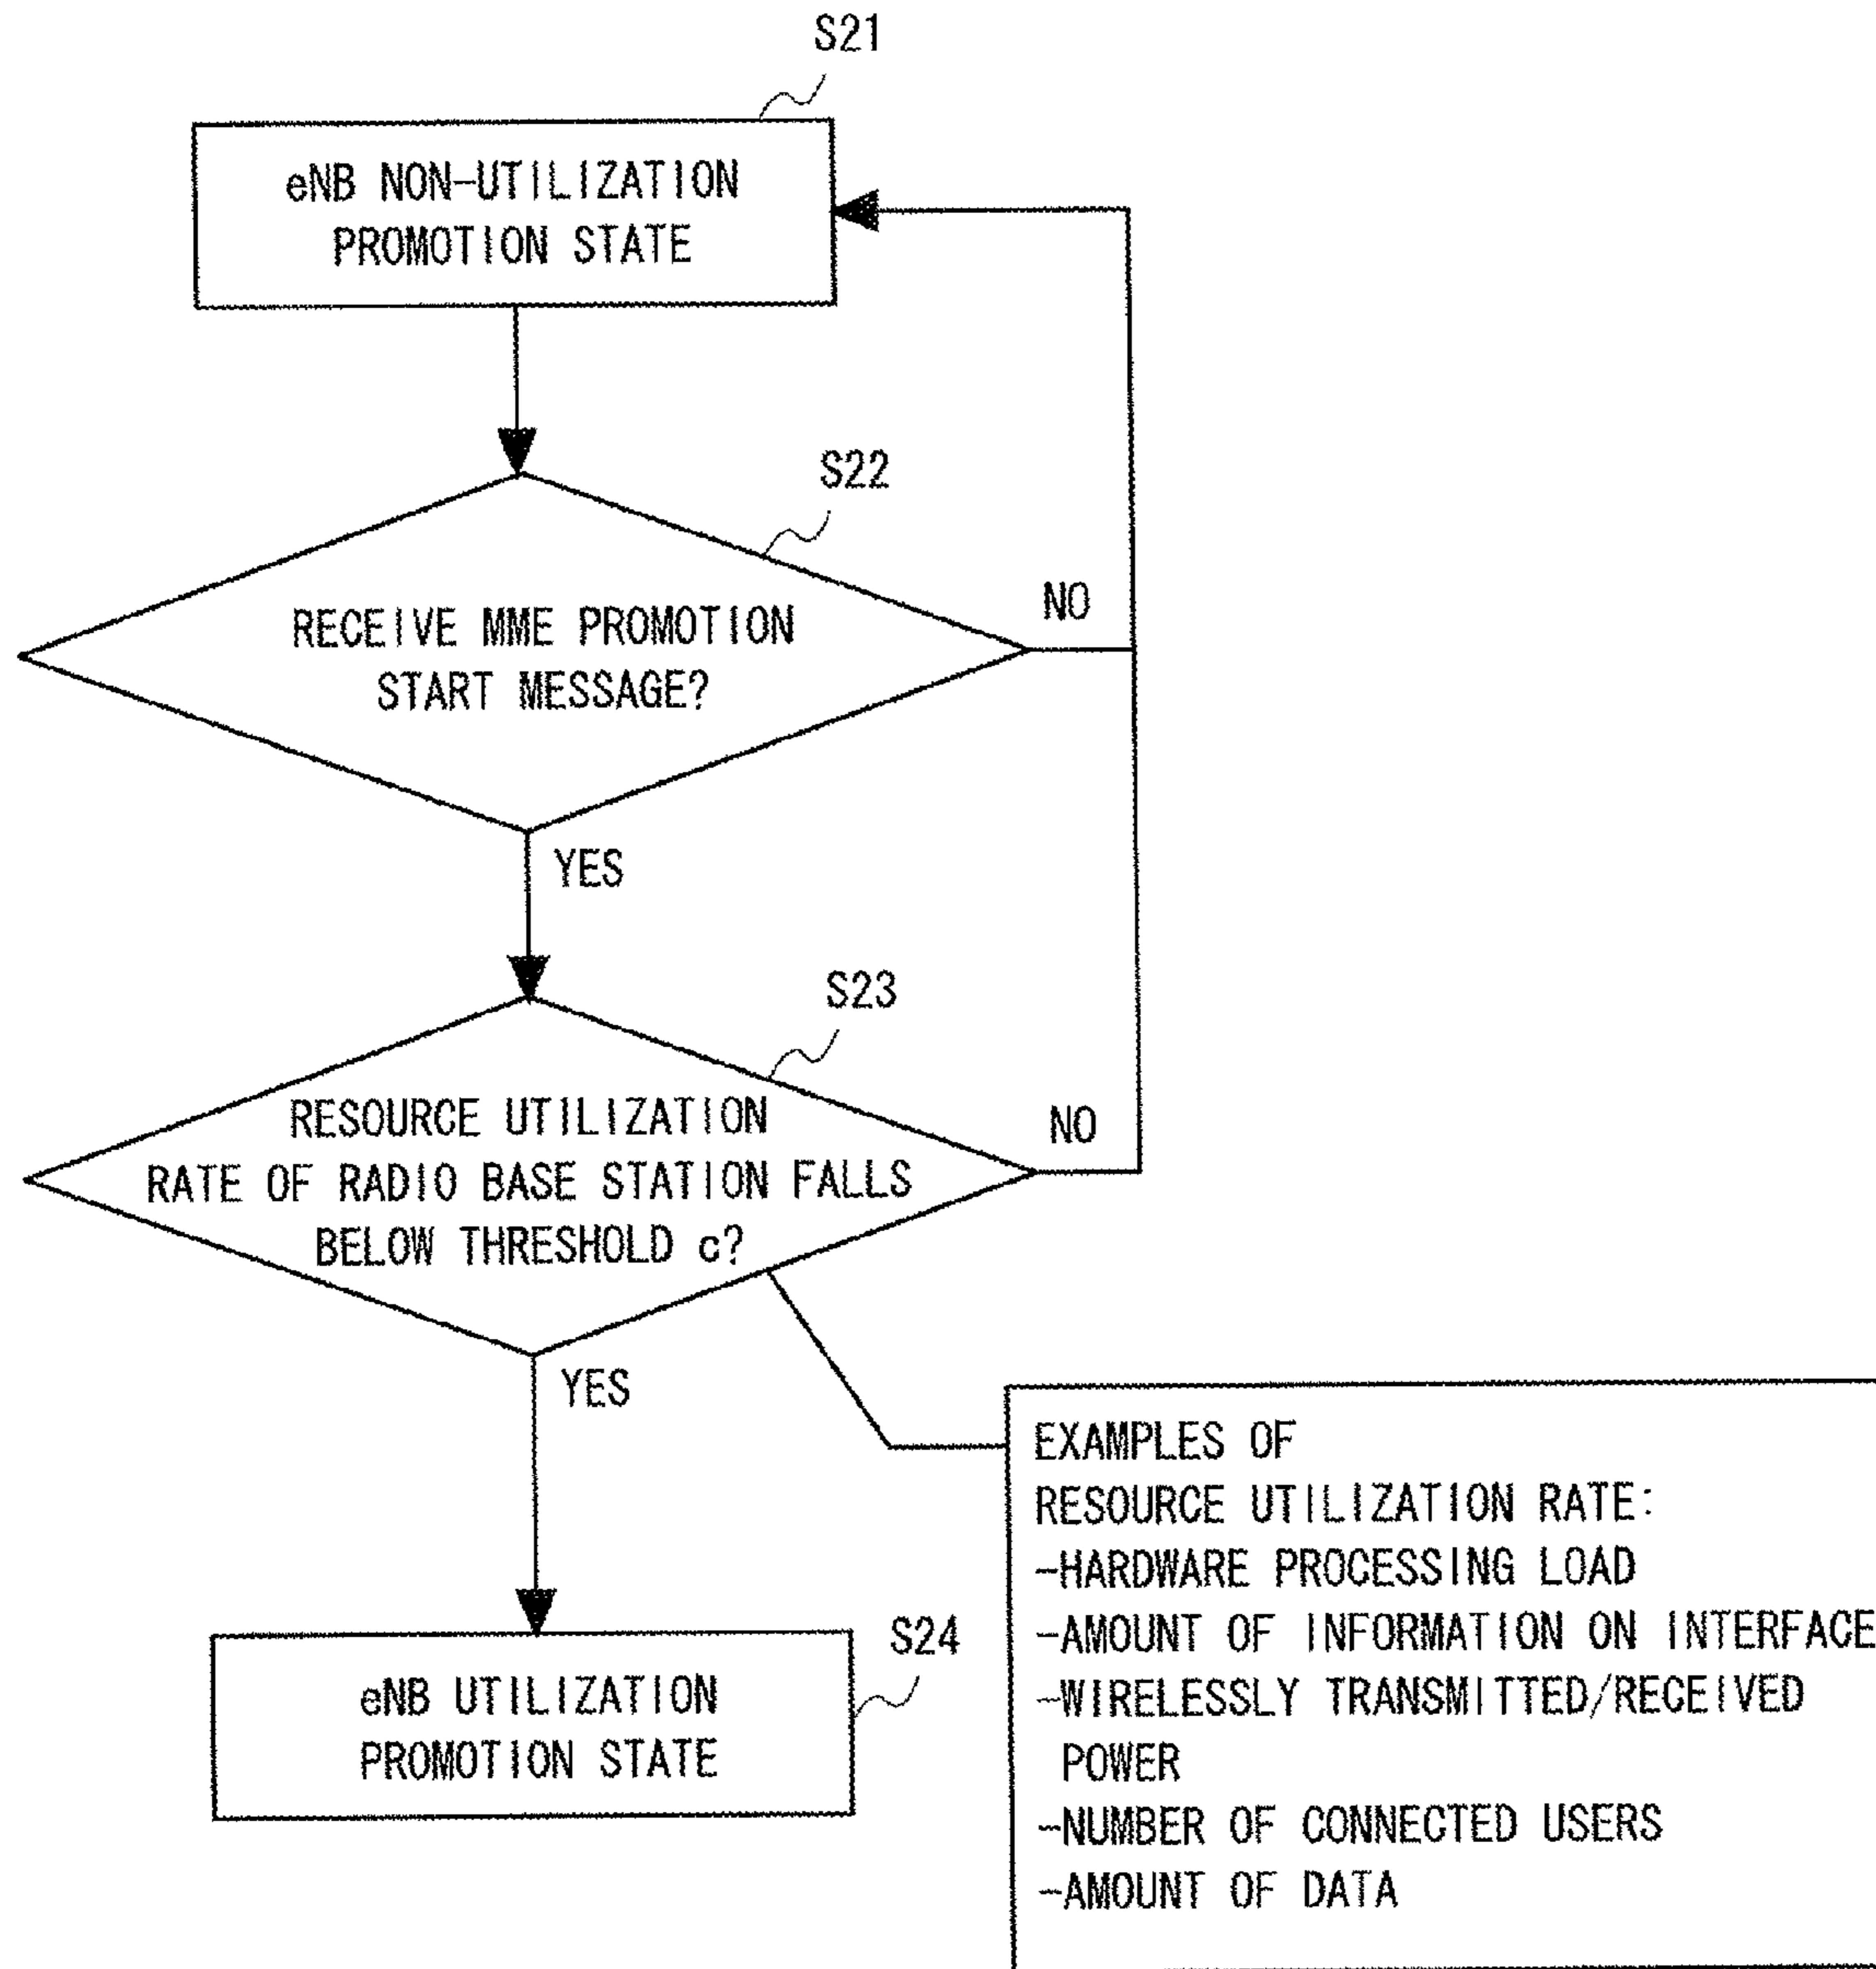 S21
eNB NON-UTILIZATION
PROMOTION STATE
S22
RECEIVE MME PROMOTION
START MESSAGE?
NO
YES
S23
RESOURCE UTILIZATION
RATE OF RADIO BASE STATION FALLS
BELOW THRESHOLD c?
NO
YES
S24
eNB UTILIZATION
PROMOTION STATE
EXAMPLES OF
RESOURCE UTILIZATION RATE:
-HARDWARE PROCESSING LOAD
-AMOUNT OF INFORMATION ON INTERFACE
-WIRELESSLY TRANSMITTED/RECEIVED
POWER
-NUMBER OF CONNECTED USERS
-AMOUNT OF DATA